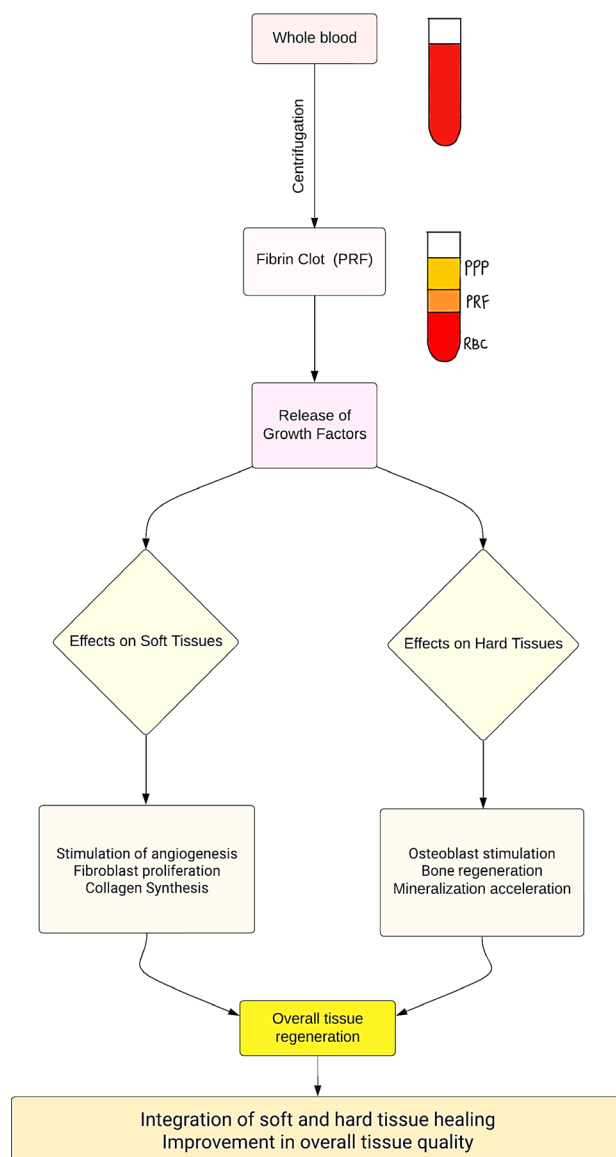 Whole blood
Centrifugation
Fibrin Clot (PRF)
PPP
PRF
RBC
Release of
Growth Factors
Effects on Soft Tissues
Effects on Hard Tissues
Stimulation of angiogenesis
Fibroblast proliferation
Collagen Synthesis
Osteoblast stimulation
Bone regeneration
Mineralization acceleration
Overall tissue
regeneration
Integration of soft and hard tissue healing
Improvement in overall tissue quality